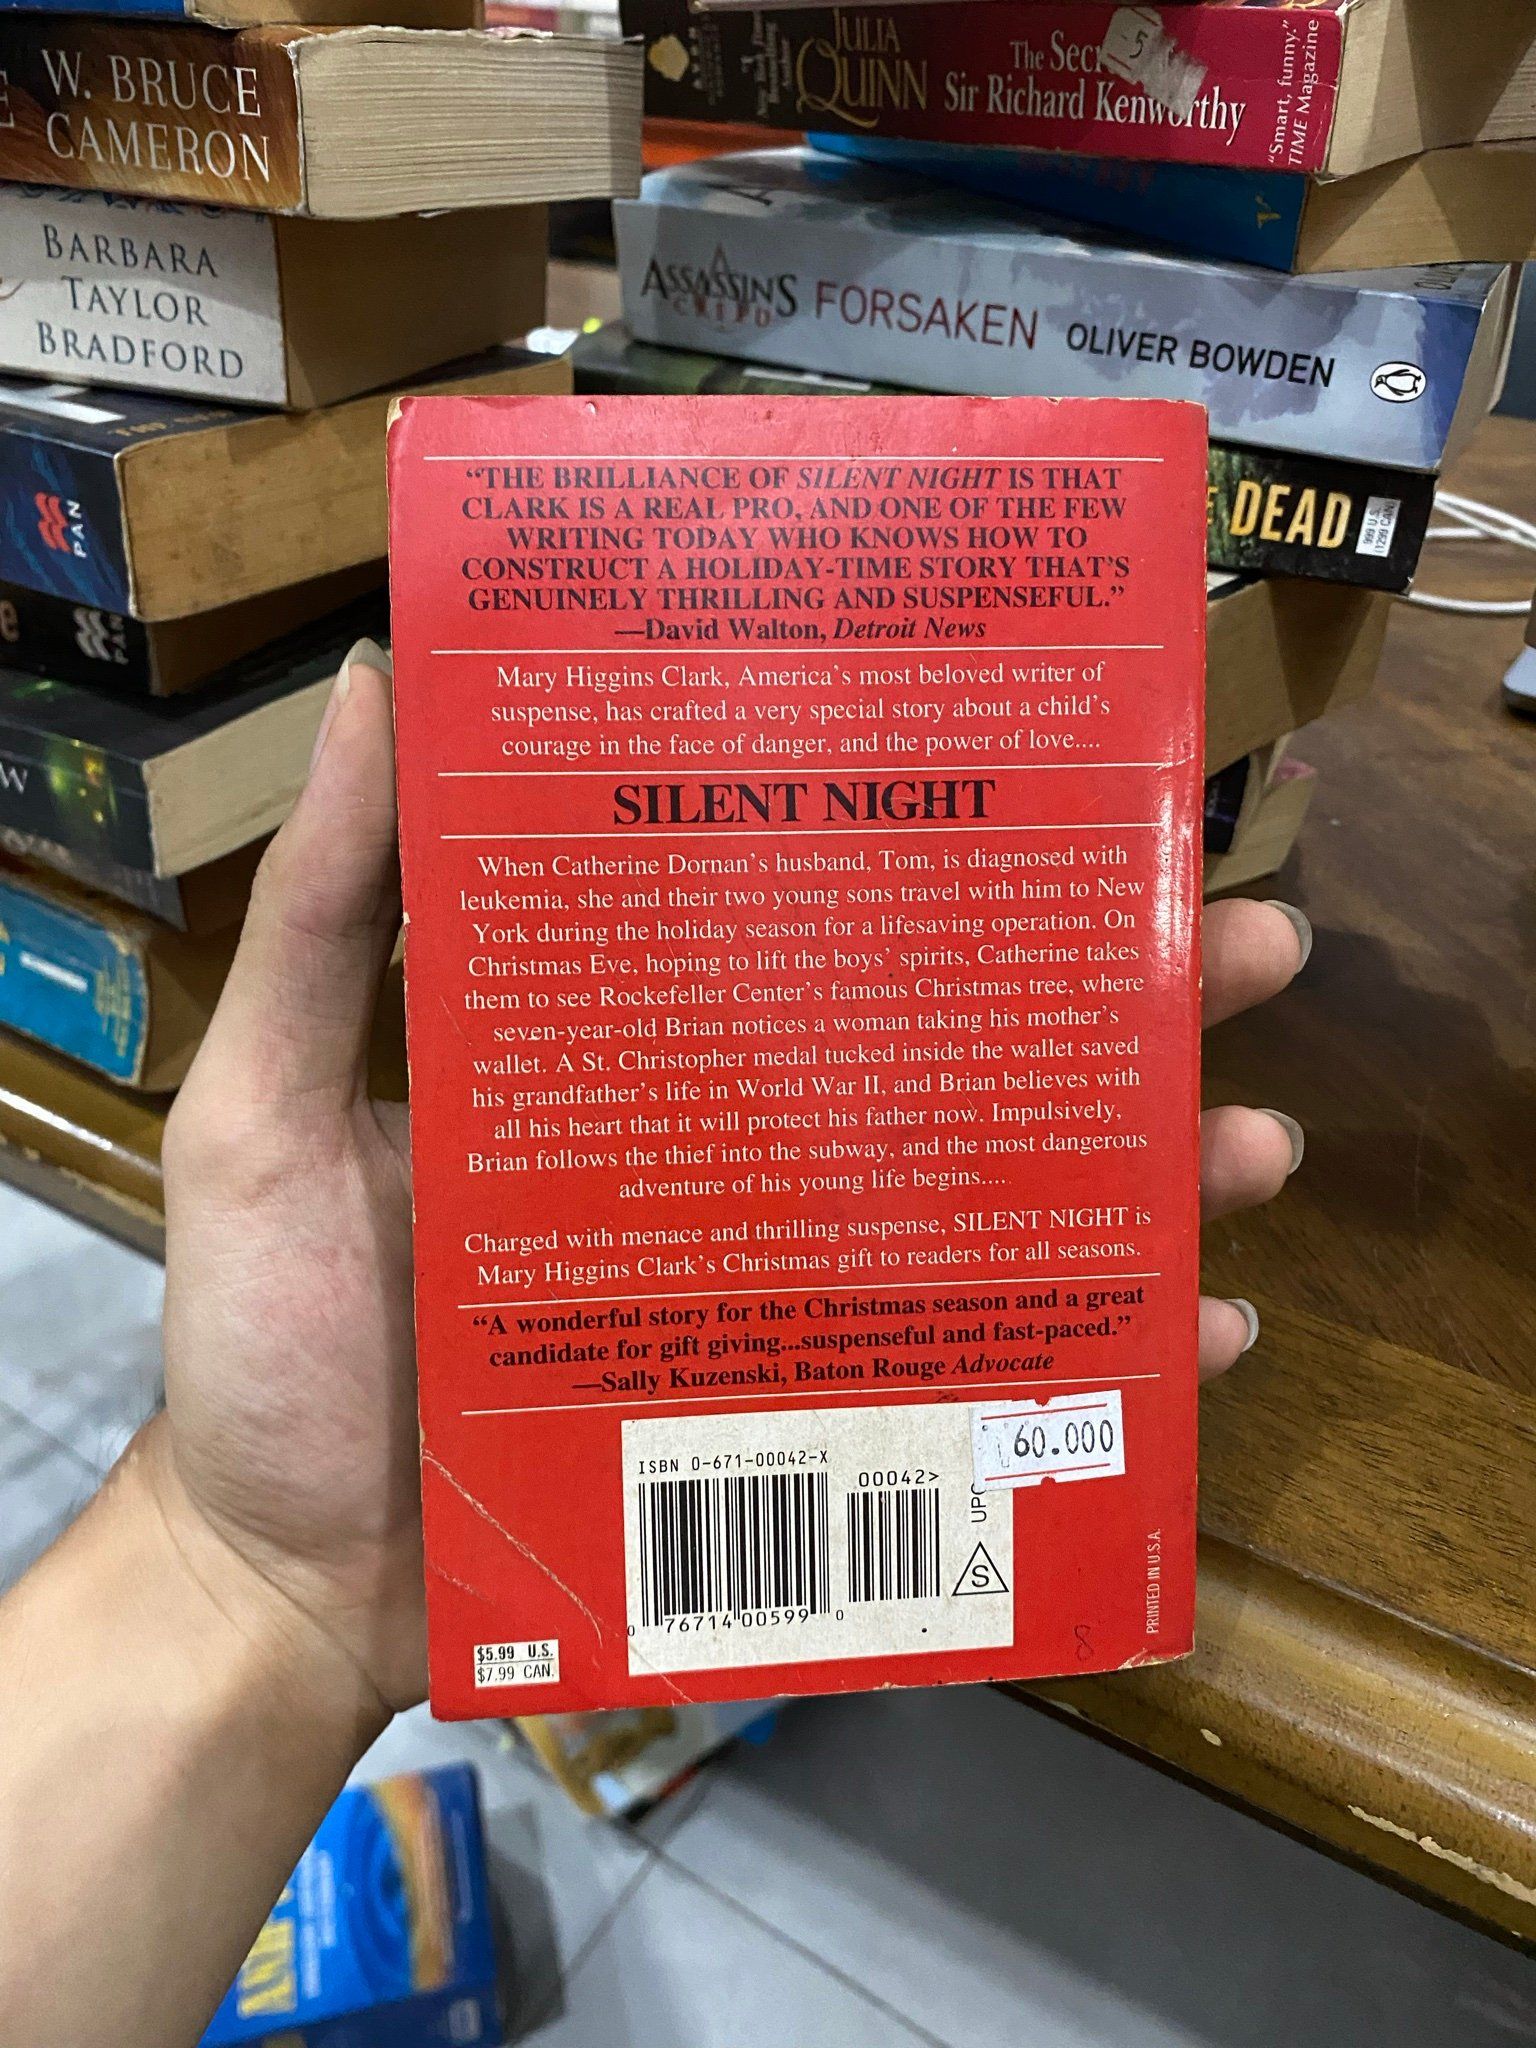 W. BRUCE
CAMERON
BARBARA
TAYLOR
BRADFORD
PAN
PAN
JULIA
QUINN
The
Sir Richard Kenworthy
"Smart, funny."
TIME Magazine
5
ASSASSIN'S
CREED
FORSAKEN
OLIVER BOWDEN
DEAD
999 U.S.
(1299 CAN)
“THE BRILLIANCE OF SILENT NIGHT IS THAT
CLARK IS A REAL PRO, AND ONE OF THE FEW
WRITING TODAY WHO KNOWS HOW TO
CONSTRUCT A HOLIDAY-TIME STORY THAT’S
GENUINELY THRILLING AND SUSPENSEFUL.”
—David Walton, Detroit News
Mary Higgins Clark, America’s most beloved writer of
suspense, has crafted a very special story about a child’s
courage in the face of danger, and the power of love....
SILENT NIGHT
When Catherine Dornan’s husband, Tom, is diagnosed with
leukemia, she and their two young sons travel with him to New
York during the holiday season for a lifesaving operation. On
Christmas Eve, hoping to lift the boys’ spirits, Catherine takes
them to see Rockefeller Center’s famous Christmas tree, where
seven-year-old Brian notices a woman taking his mother’s
wallet. A St. Christopher medal tucked inside the wallet saved
his grandfather’s life in World War II, and Brian believes with
all his heart that it will protect his father now. Impulsively,
Brian follows the thief into the subway, and the most dangerous
adventure of his young life begins....
Charged with menace and thrilling suspense, SILENT NIGHT is
Mary Higgins Clark’s Christmas gift to readers for all seasons.
“A wonderful story for the Christmas season and a great
candidate for gift giving...suspenseful and fast-paced.”
—Sally Kuzenski, Baton Rouge Advocate
60.000
ISBN 0-671-00042-X
00042>
UPC
S
0 76714 00599 0
PRINTED IN U.S.A.
8
$5.99 U.S.
$7.99 CAN.